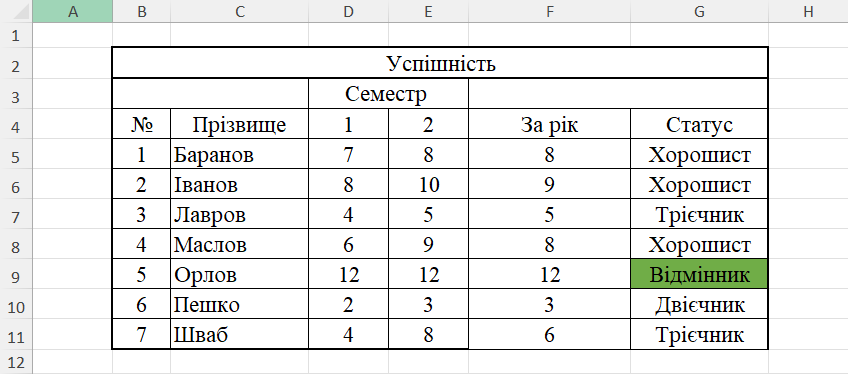 A B C D E F G H
1
2 Успішність
3 Семестр
4 № Прізвище 1 2 За рік Статус
5 1 Баранов 7 8 8 Хорошист
6 2 Іванов 8 10 9 Хорошист
7 3 Лавров 4 5 5 Трієчник
8 4 Маслов 6 9 8 Хорошист
9 5 Орлов 12 12 12 Відмінник
10 6 Пешко 2 3 3 Двієчник
11 7 Шваб 4 8 6 Трієчник
12